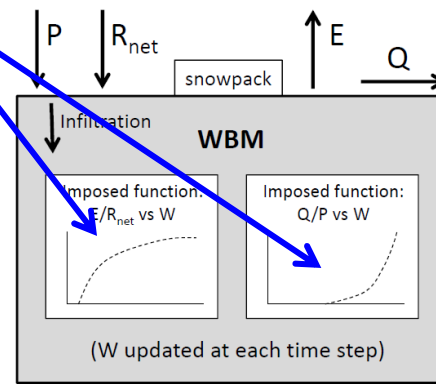 P
R_net
E
Q
snowpack
Infiltration
WBM
Imposed function:
E/R_net vs W
Imposed function:
Q/P vs W
(W updated at each time step)